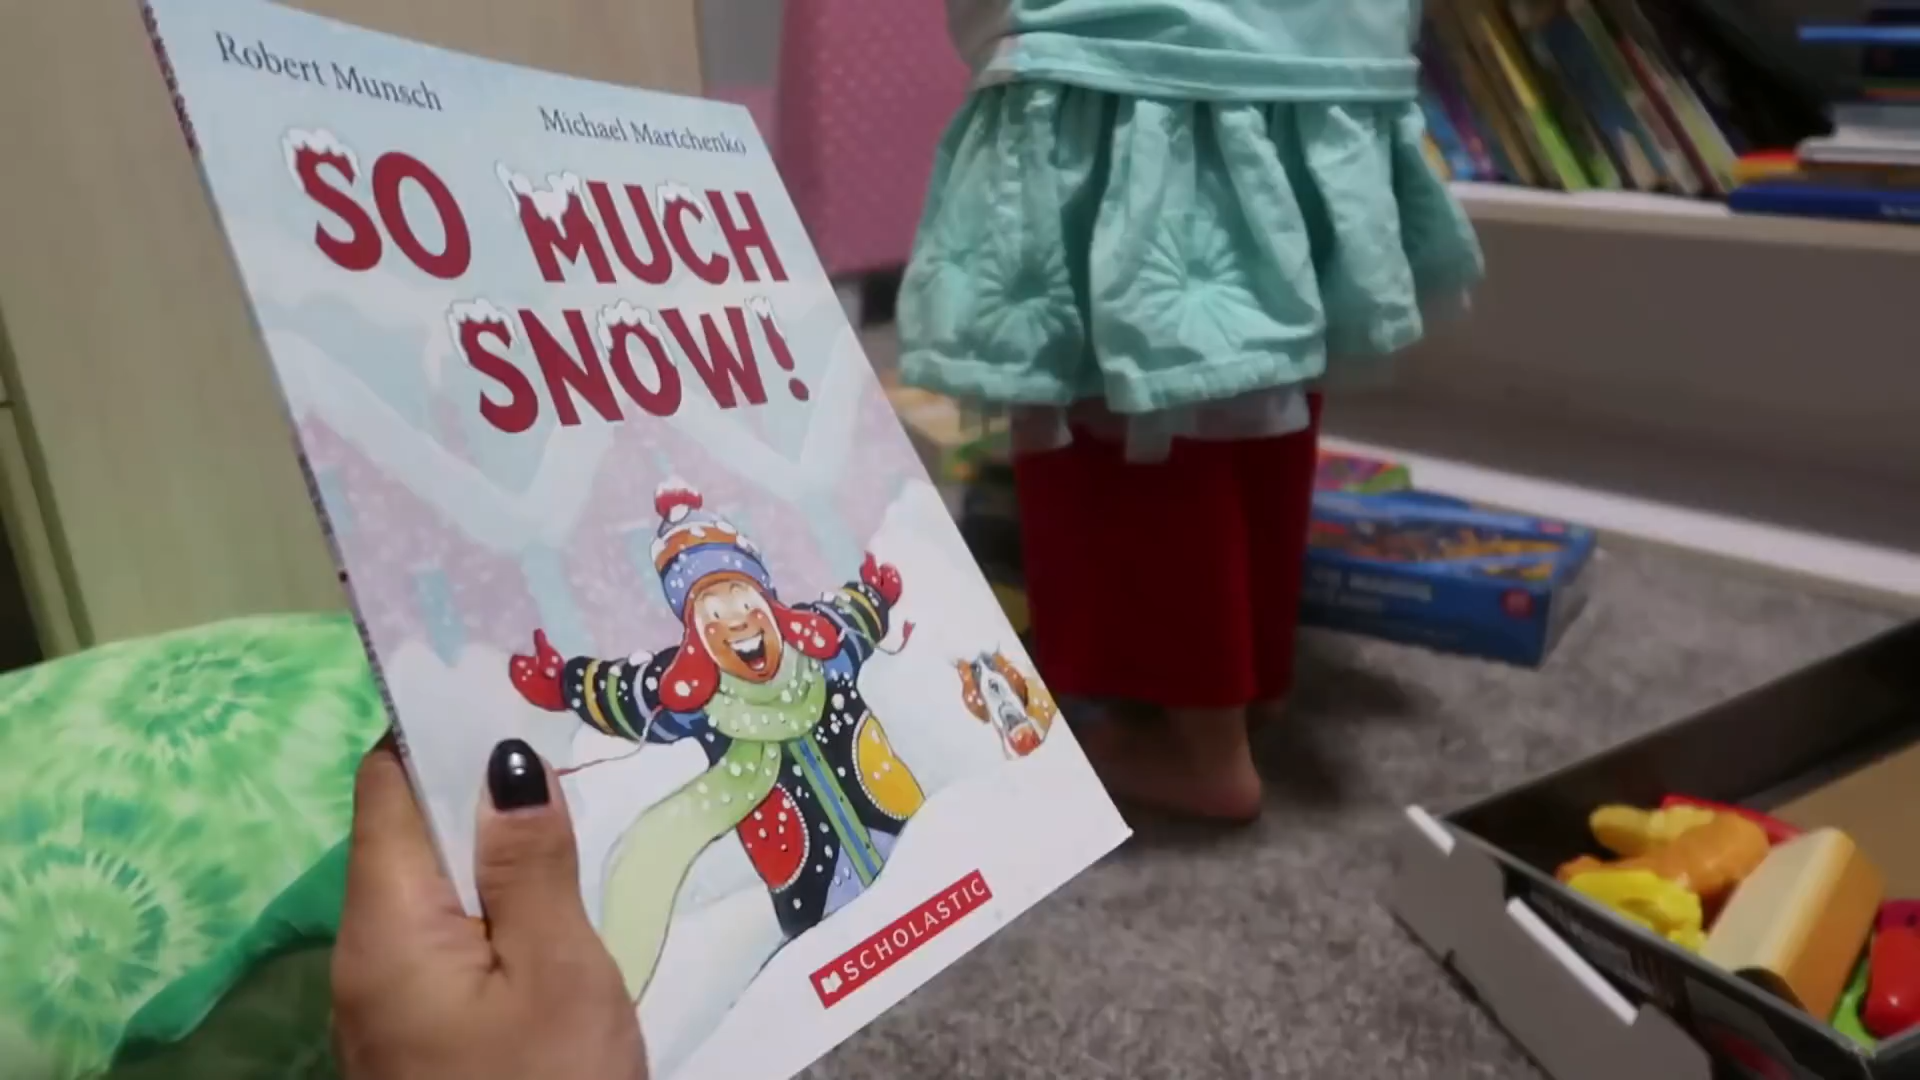 Robert Munsch
Michael Martchenko
SO MUCH
SNOW!
SCHOLASTIC